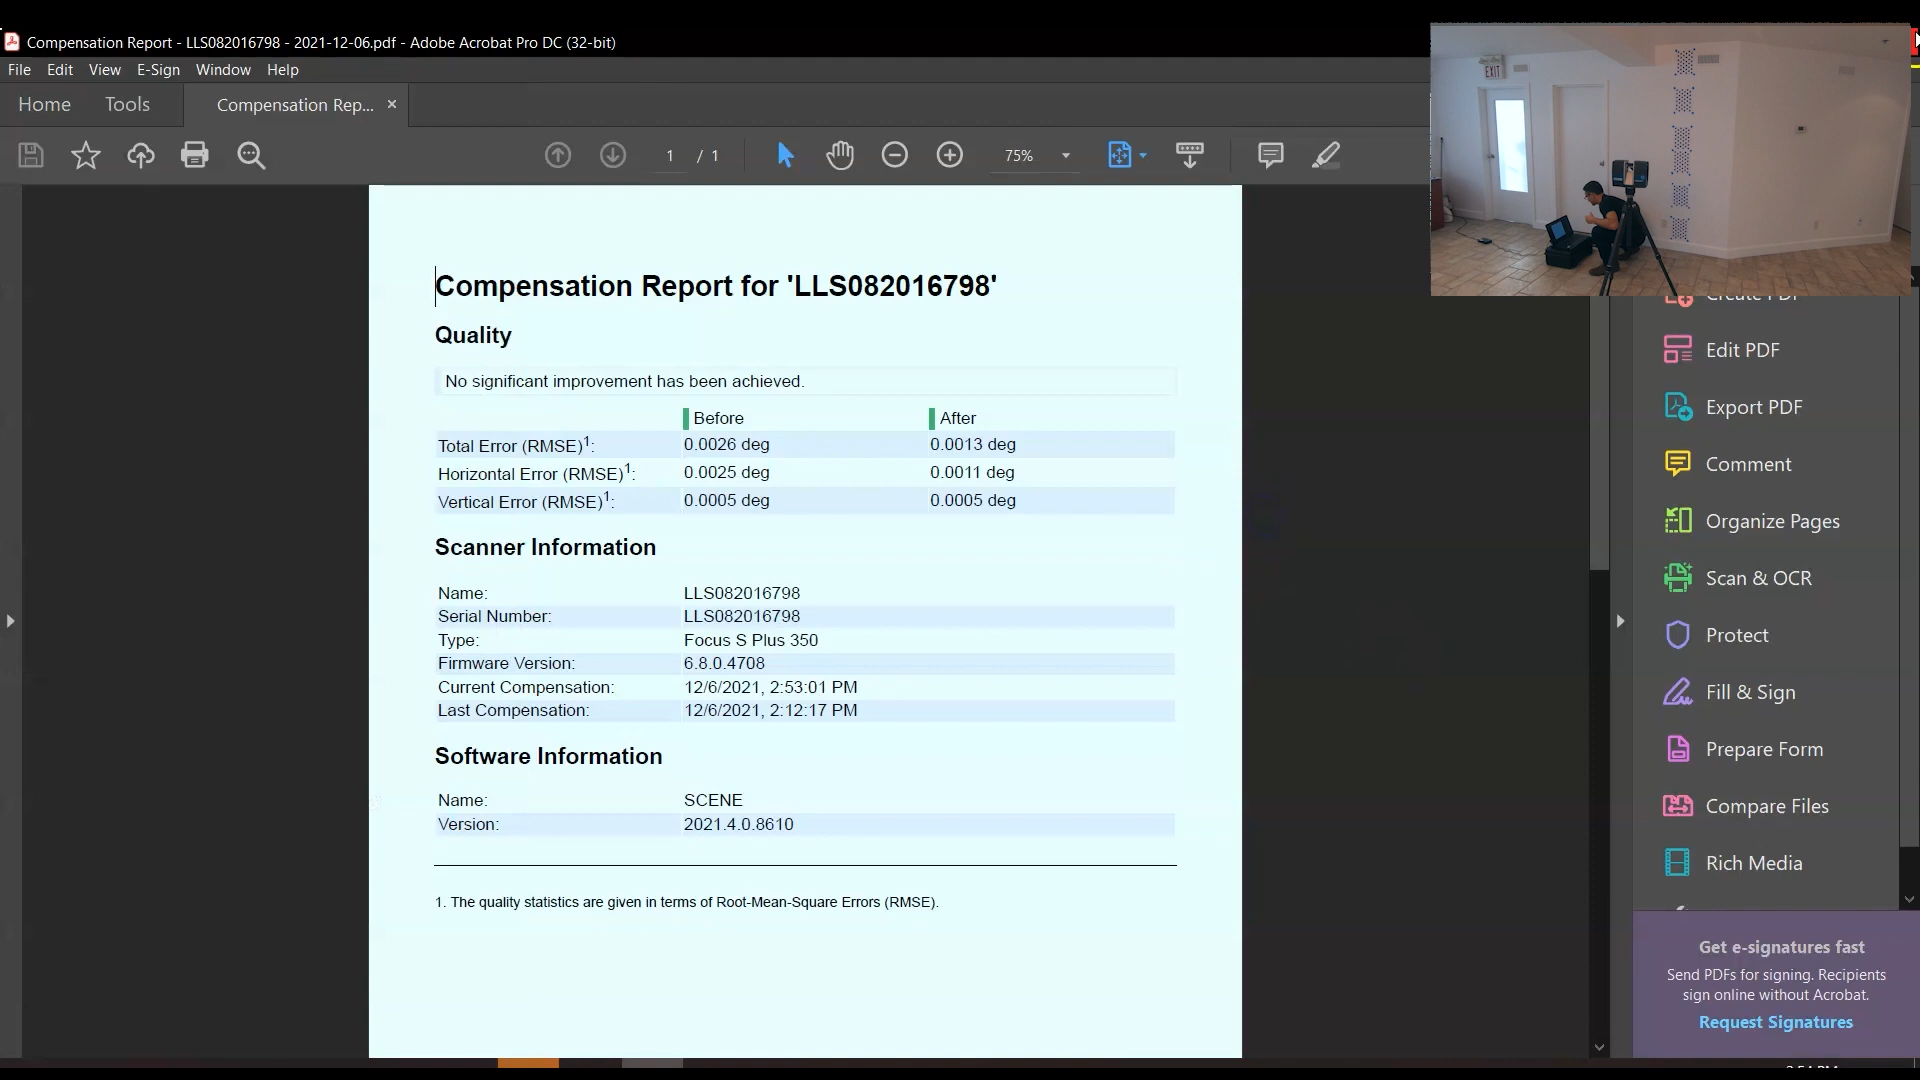 Compensation Report - LLS082016798 - 2021-12-06.pdf - Adobe Acrobat Pro DC (32-bit)
File Edit View E-Sign Window Help
Home Tools Compensation Rep... ×
1 / 1 75%
EXIT
Compensation Report for 'LLS082016798'
Quality
No significant improvement has been achieved.
Before After
Total Error (RMSE)1: 0.0026 deg 0.0013 deg
Horizontal Error (RMSE)1: 0.0025 deg 0.0011 deg
Vertical Error (RMSE)1: 0.0005 deg 0.0005 deg
Scanner Information
Name: LLS082016798
Serial Number: LLS082016798
Type: Focus S Plus 350
Firmware Version: 6.8.0.4708
Current Compensation: 12/6/2021, 2:53:01 PM
Last Compensation: 12/6/2021, 2:12:17 PM
Software Information
Name: SCENE
Version: 2021.4.0.8610
1. The quality statistics are given in terms of Root-Mean-Square Errors (RMSE).
Create PDF
Edit PDF
Export PDF
Comment
Organize Pages
Scan & OCR
Protect
Fill & Sign
Prepare Form
Compare Files
Rich Media
Get e-signatures fast
Send PDFs for signing. Recipients
sign online without Acrobat.
Request Signatures